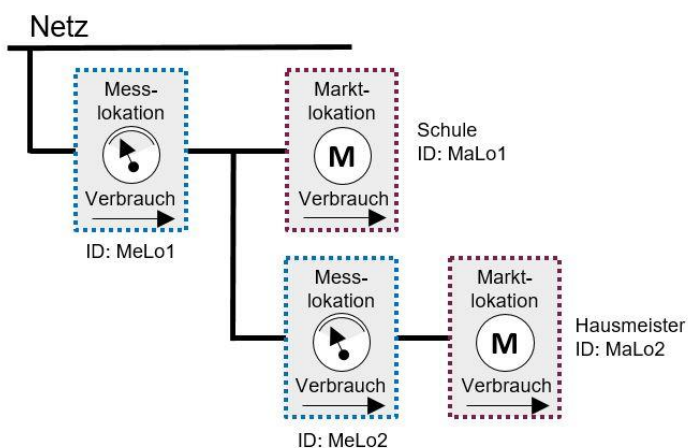 Netz
Mess-
lokation
Verbrauch
ID: MeLo1
Markt-
lokation
M
Verbrauch
Schule
ID: MaLo1
Mess-
lokation
Verbrauch
ID: MeLo2
Markt-
lokation
M
Verbrauch
Hausmeister
ID: MaLo2